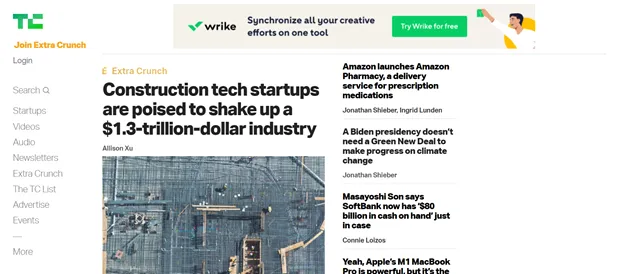 TC
Join Extra Crunch
Login
Search
Startups
Videos
Audio
Newsletters
Extra Crunch
The TC List
Advertise
Events
—
More
wrike
Synchronize all your creative
efforts on one tool
Try Wrike for free
Extra Crunch
Construction tech startups
are poised to shake up a
$1.3-trillion-dollar industry
Allison Xu
Amazon launches Amazon
Pharmacy, a delivery
service for prescription
medications
Jonathan Shieber, Ingrid Lunden
A Biden presidency doesn't
need a Green New Deal to
make progress on climate
change
Jonathan Shieber
Masayoshi Son says
SoftBank now has '$80
billion in cash on hand' just
in case
Connie Loizos
Yeah, Apple's M1 MacBook
Pro is powerful, but it's the